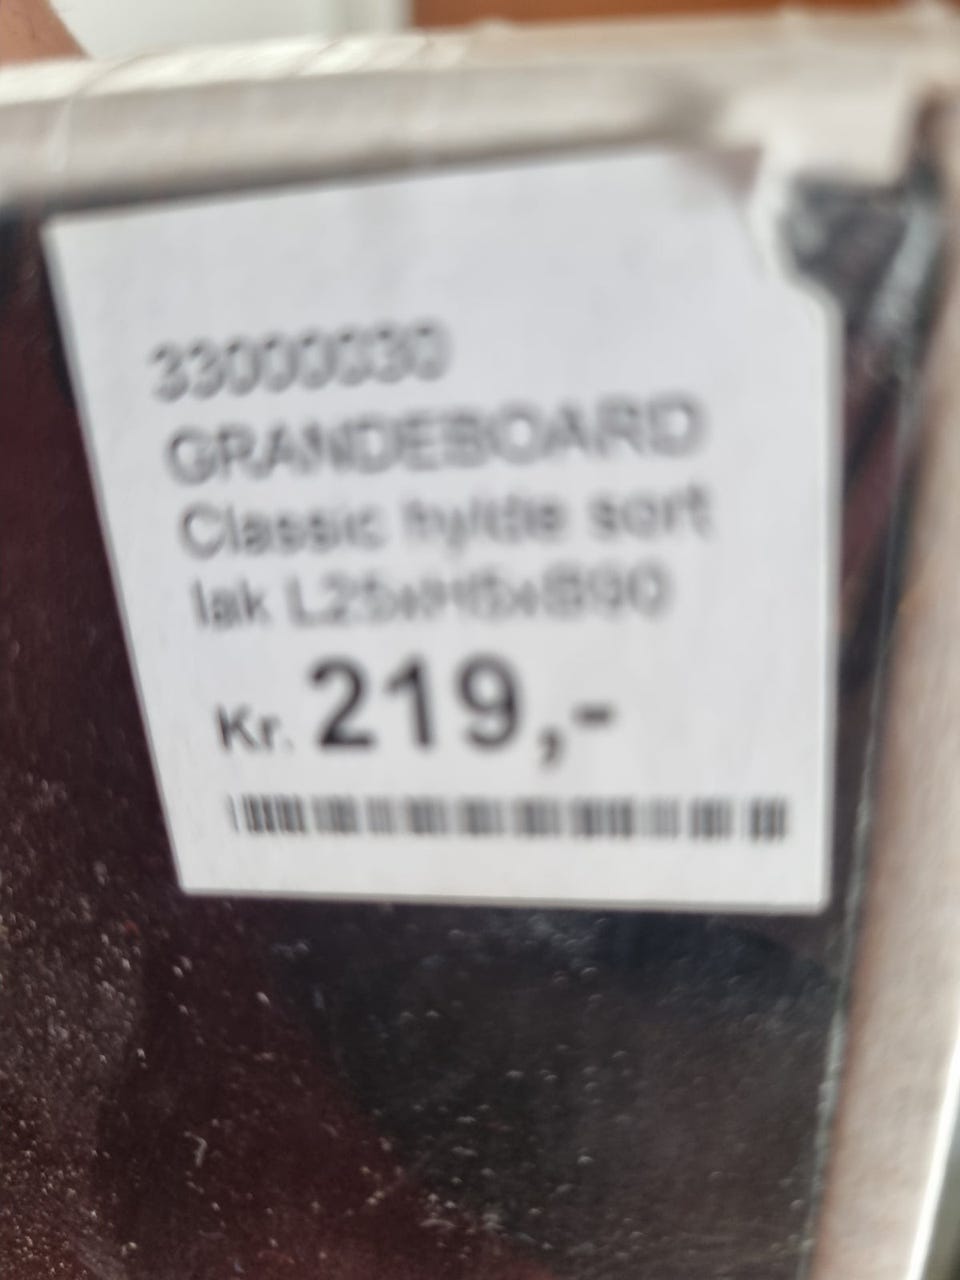 33000030
GRANDEBOARD
Classic hylde sort
lak L25xH5xB90
Kr. 219,-